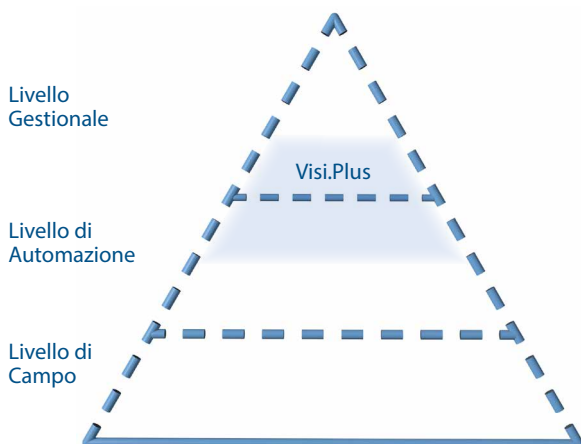 Livello
Gestionale
Visi.Plus
Livello di
Automazione
Livello di
Campo